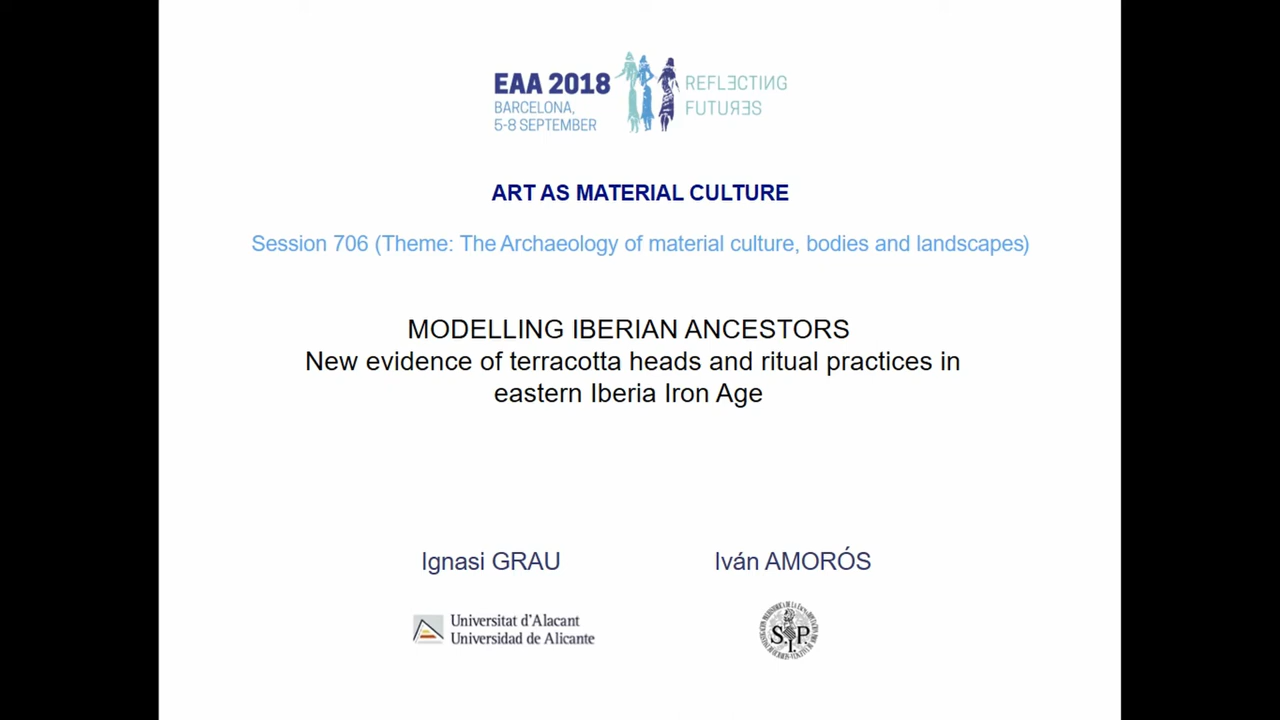 EAA 2018
BARCELONA,
5-8 SEPTEMBER
REFLECTING
FUTURES
ART AS MATERIAL CULTURE
Session 706 (Theme: The Archaeology of material culture, bodies and landscapes)
MODELLING IBERIAN ANCESTORS
New evidence of terracotta heads and ritual practices in
eastern Iberia Iron Age
Ignasi GRAU
Iván AMORÓS
Universitat d'Alacant
Universidad de Alicante
S.I.P.